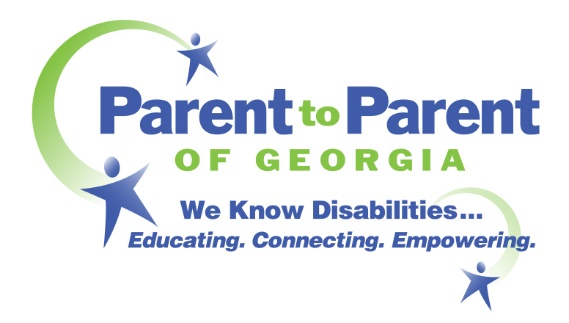 Parent to Parent
OF GEORGIA
We Know Disabilities...
Educating. Connecting. Empowering.